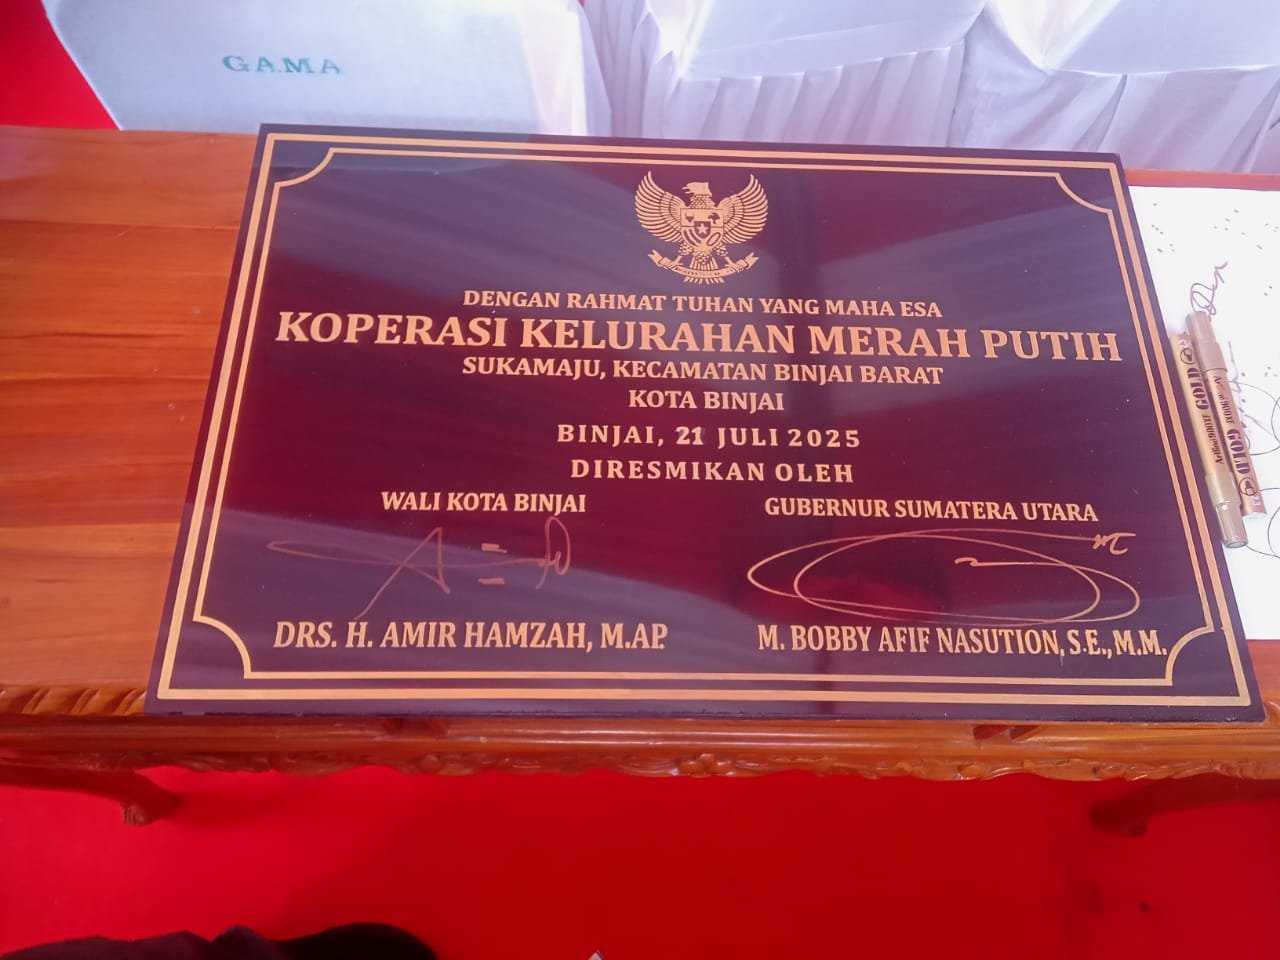 GAMA
DENGAN RAHMAT TUHAN YANG MAHA ESA
KOPERASI KELURAHAN MERAH PUTIH
SUKAMAJU, KECAMATAN BINJAI BARAT
KOTA BINJAI
BINJAI, 21 JULI 2025
DIRESMIKAN OLEH
WALI KOTA BINJAI
DRS. H. AMIR HAMZAH, M.AP.
GUBERNUR SUMATERA UTARA
M. BOBBY AFIF NASUTION, S.E., M.M.
GOLD
GOLD